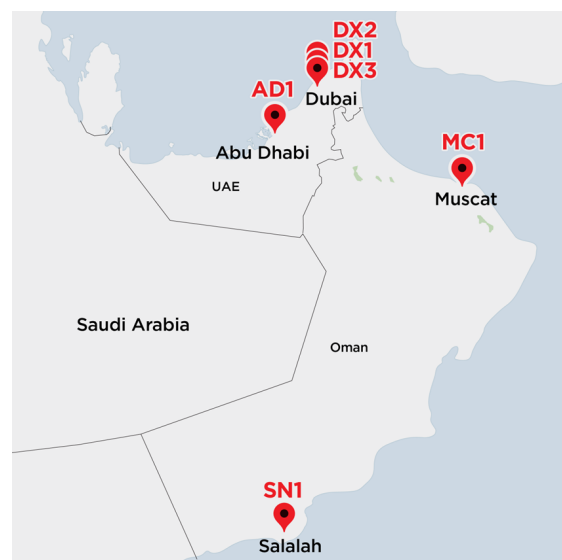 DX2
DX1
DX3
Dubai
AD1
Abu Dhabi
UAE
MC1
Muscat
Saudi Arabia
Oman
SN1
Salalah